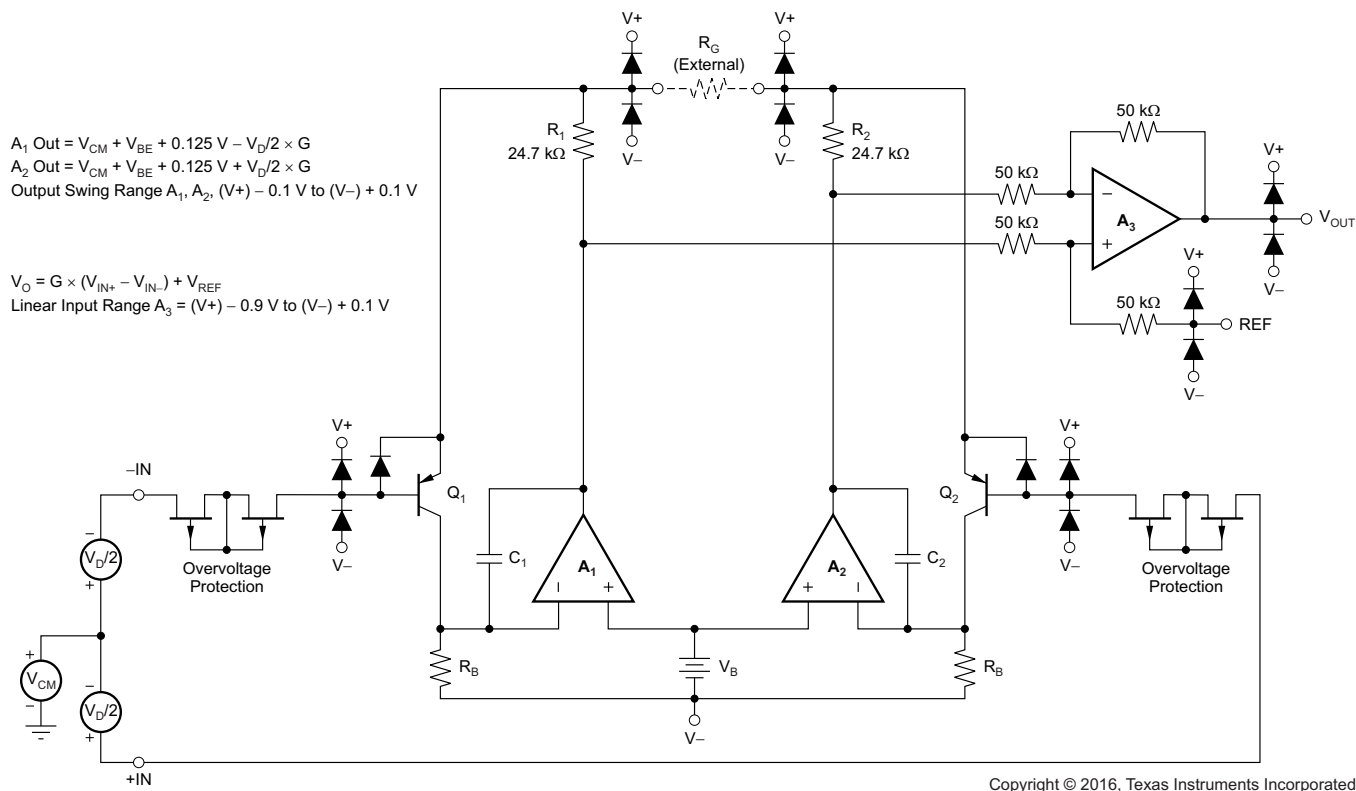 V+
V+
R_G
(External)
50 kΩ
A₁ Out = V_CM + V_BE + 0.125 V − V_D/2 × G
A₂ Out = V_CM + V_BE + 0.125 V + V_D/2 × G
Output Swing Range A₁, A₂, (V+) − 0.1 V to (V−) + 0.1 V
R₁
24.7 kΩ
V−
V−
R₂
24.7 kΩ
50 kΩ
−
A₃
+
50 kΩ
V+
V_OUT
V−
V_O = G × (V_IN+ − V_IN−) + V_REF
Linear Input Range A₃ = (V+) − 0.9 V to (V−) + 0.1 V
V+
50 kΩ
REF
V−
V+
V+
−IN
Q₁
Q₂
−
V_D/2
+
Overvoltage
Protection
V−
C₁
A₁
− +
A₂
+ −
C₂
V−
Overvoltage
Protection
+
V_CM
−
−
V_D/2
+
R_B
V_B
R_B
V−
+IN
Copyright © 2016, Texas Instruments Incorporated